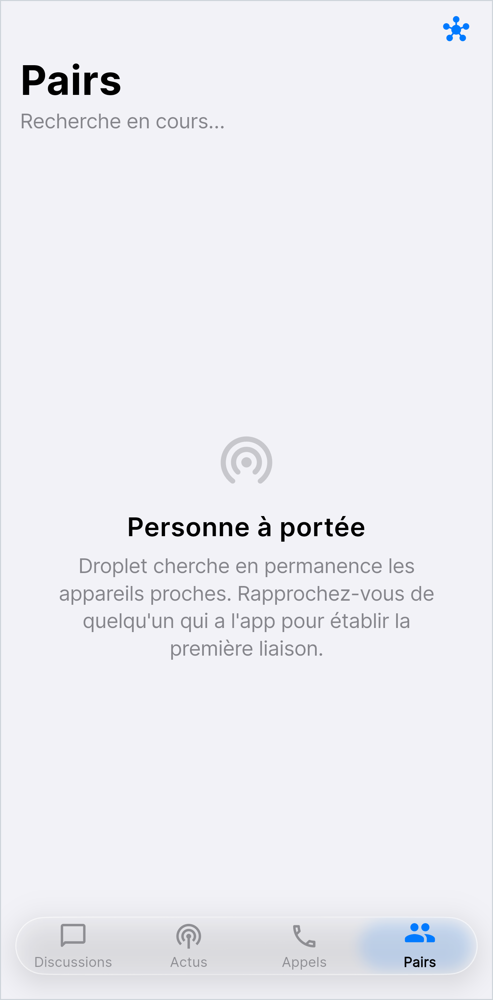 Pairs
Recherche en cours...
Personne à portée
Droplet cherche en permanence les
appareils proches. Rapprochez-vous de
quelqu'un qui a l'app pour établir la
première liaison.
Discussions
Actus
Appels
Pairs